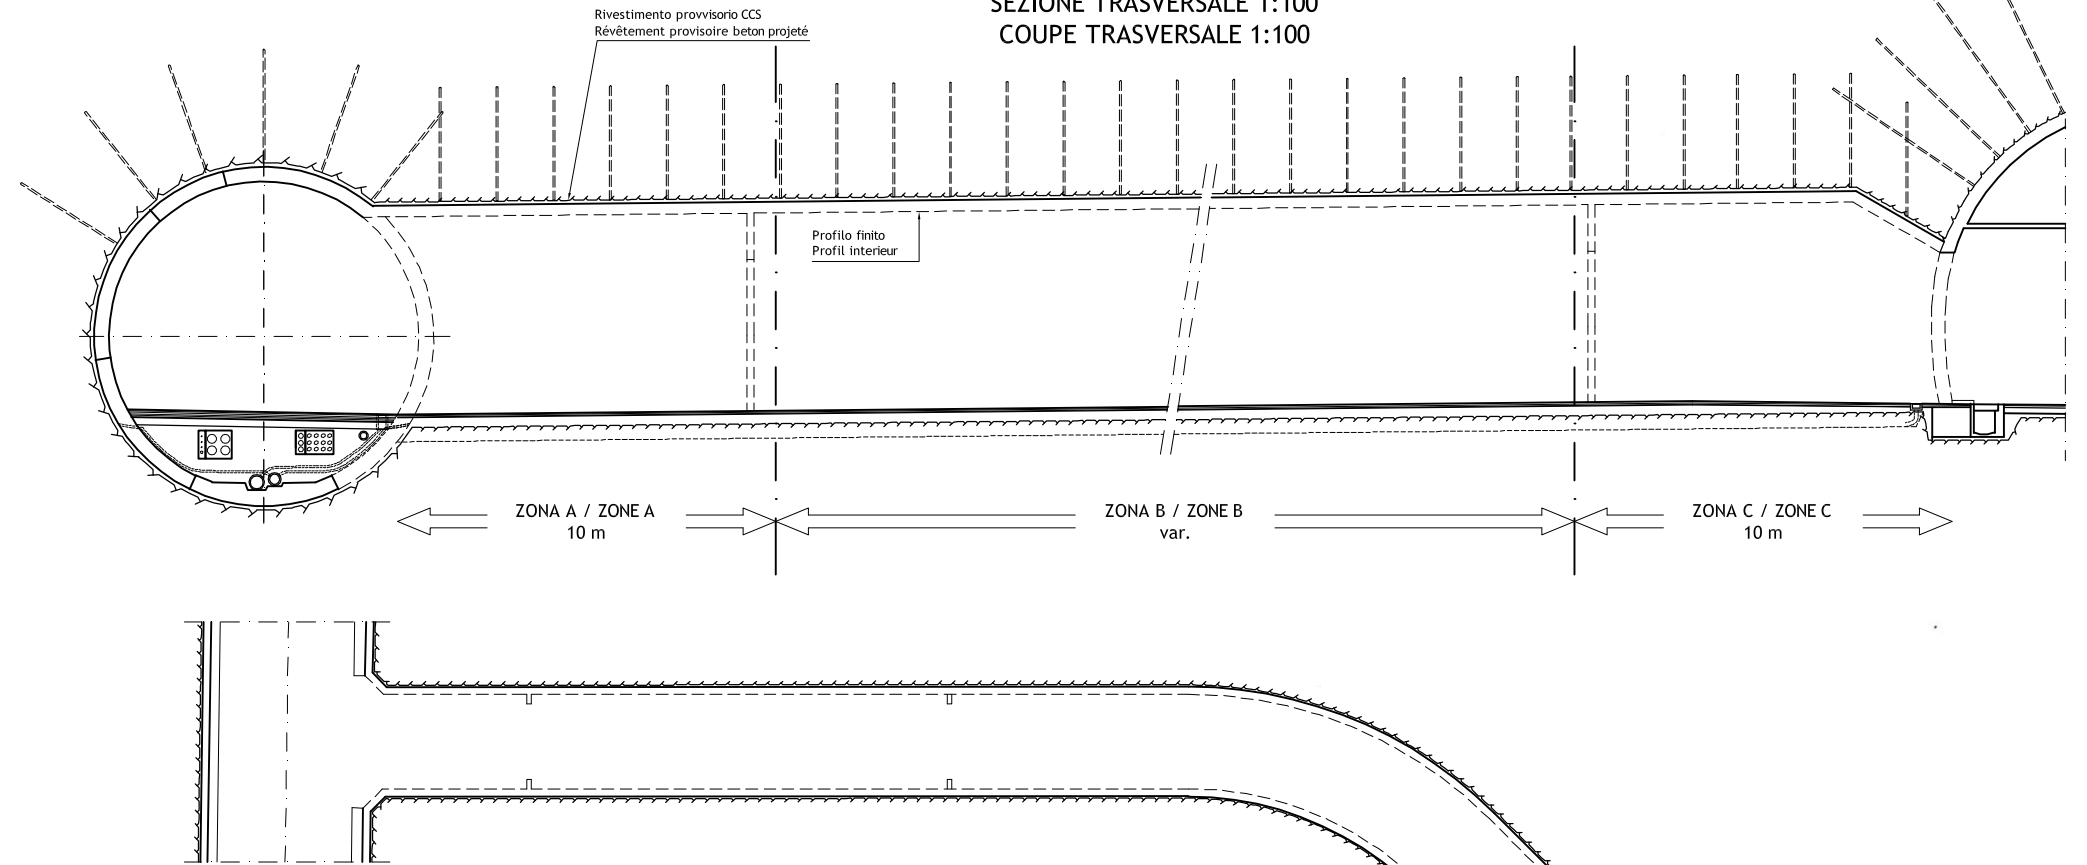 SEZIONE TRASVERSALE 1:100
COUPE TRASVERSALE 1:100
Rivestimento provvisorio CCS
Révêtement provisoire beton projeté
Profilo finito
Profil interieur
ZONA A / ZONE A
10 m
ZONA B / ZONE B
var.
ZONA C / ZONE C
10 m